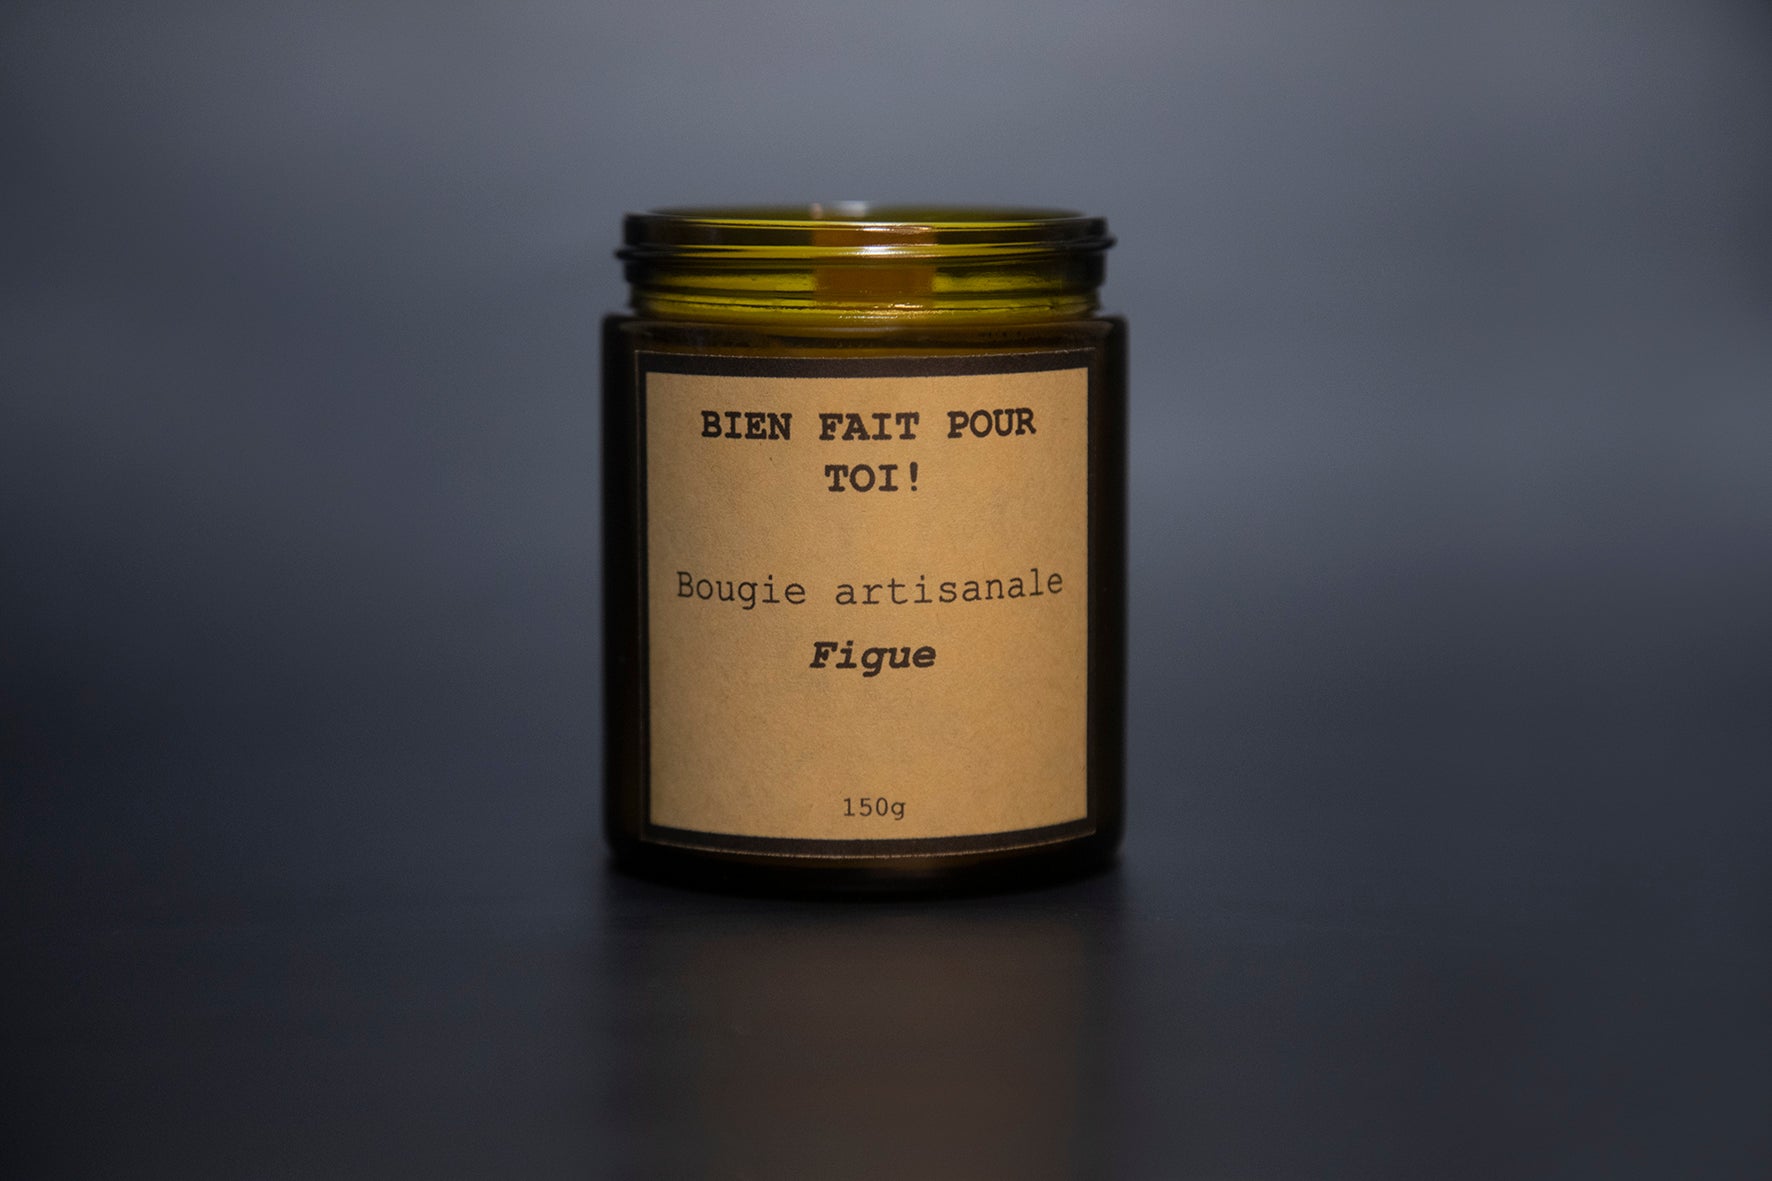 BIEN FAIT POUR
TOI!
Bougie artisanale
Figue
150g